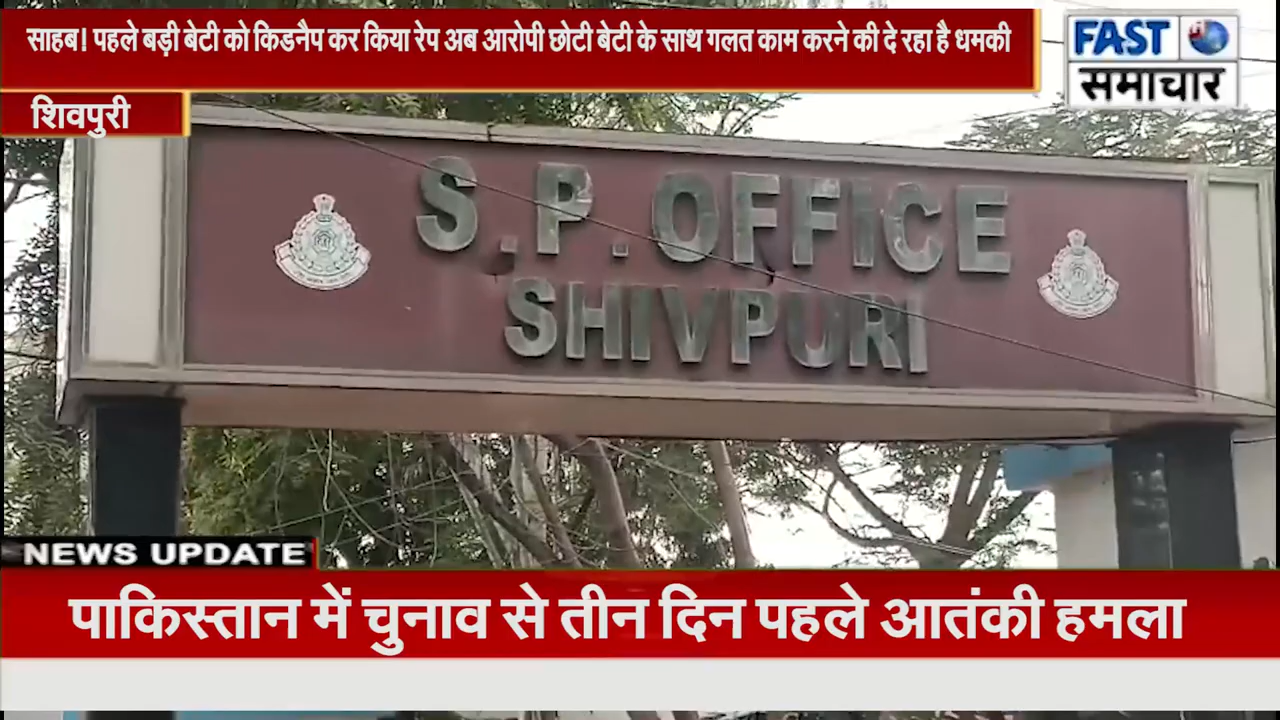 साहब! पहले बड़ी बेटी को किडनैप कर किया रेप अब आरोपी छोटी बेटी के साथ गलत काम करने की दे रहा है धमकी
FAST
समाचार
शिवपुरी
S.P.OFFICE
SHIVPURI
NEWS UPDATE
पाकिस्तान में चुनाव से तीन दिन पहले आतंकी हमला